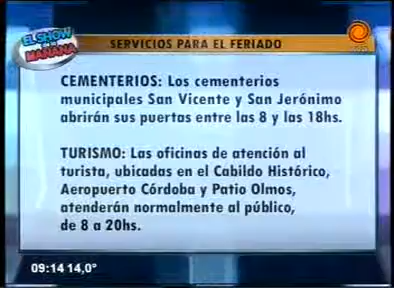 EL SHOW
DE LA
MAÑANA
SERVICIOS PARA EL FERIADO
CEMENTERIOS: Los cementerios
municipales San Vicente y San Jerónimo
abrirán sus puertas entre las 8 y las 18hs.
TURISMO: Las oficinas de atención al
turista, ubicadas en el Cabildo Histórico,
Aeropuerto Córdoba y Patio Olmos,
atenderán normalmente al público,
de 8 a 20hs.
09:14 14,0°